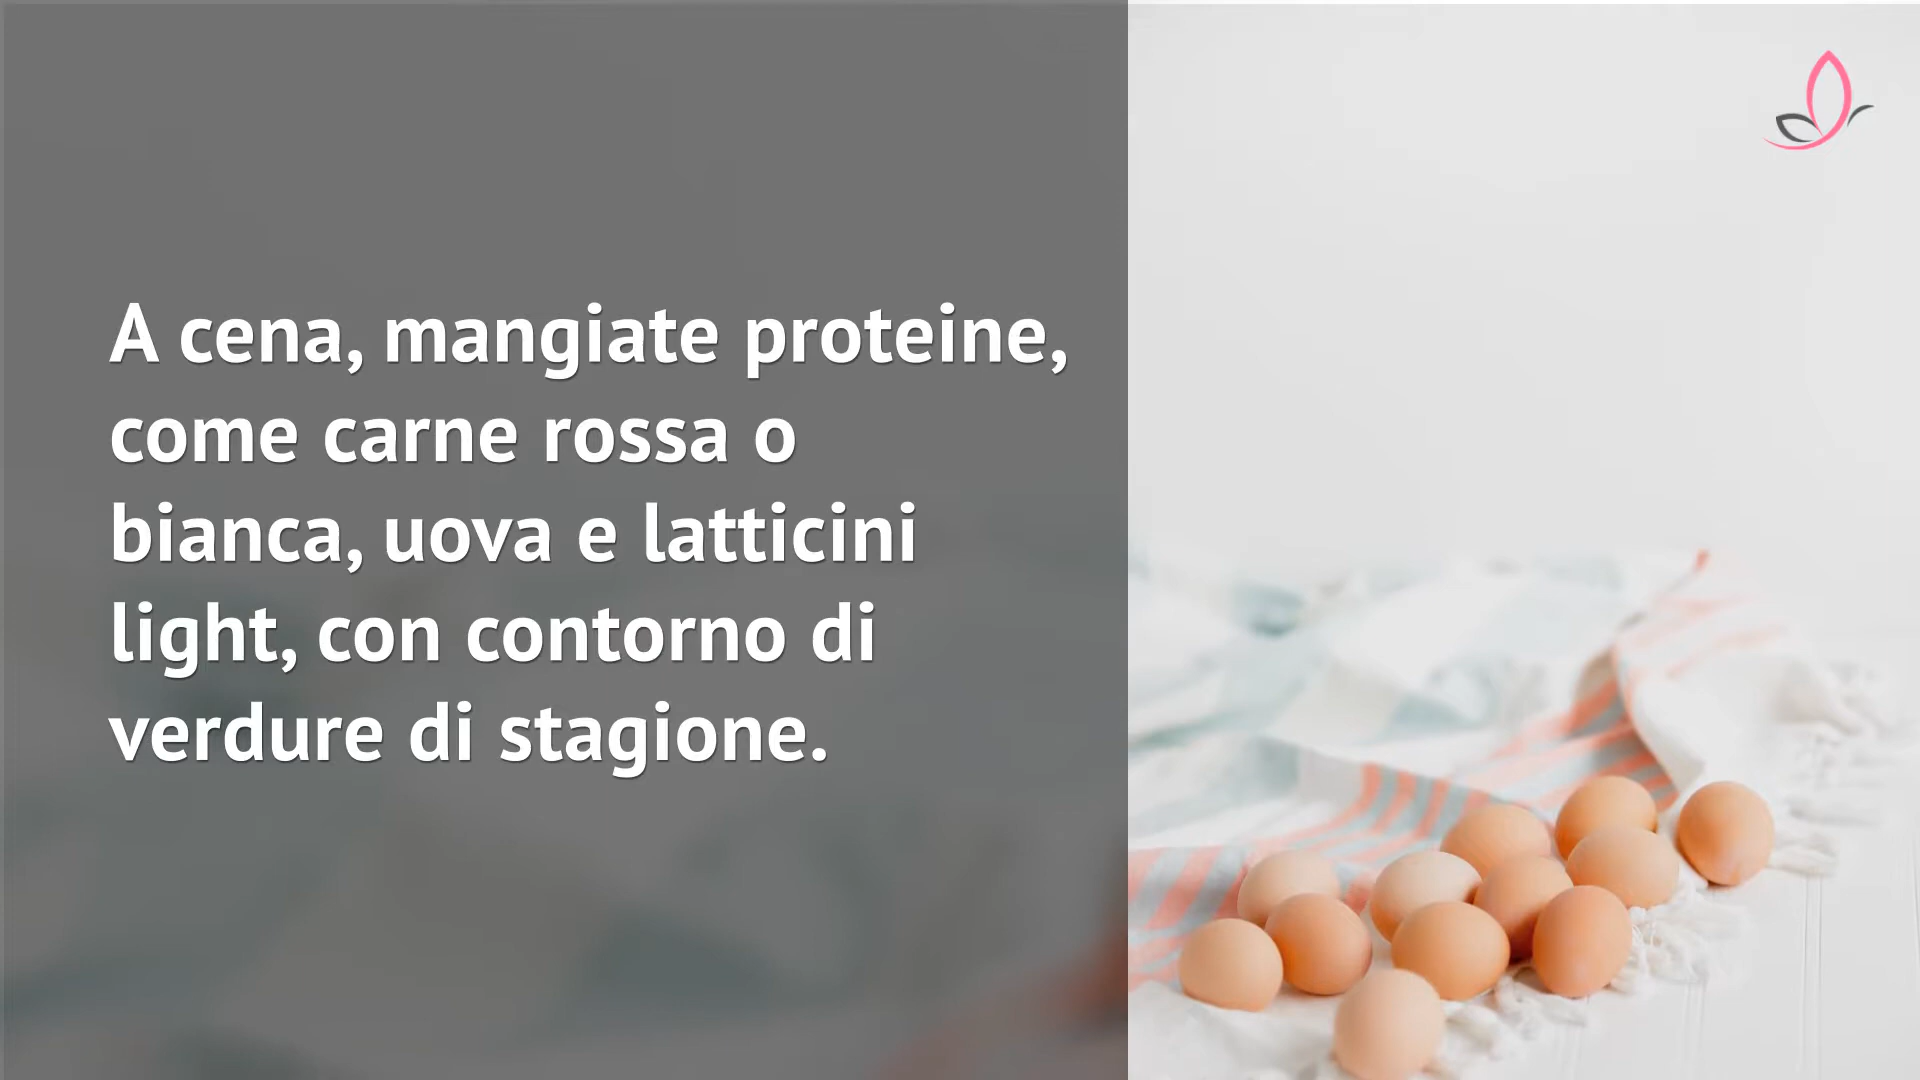 A cena, mangiate proteine,
come carne rossa o
bianca, uova e latticini
light, con contorno di
verdure di stagione.